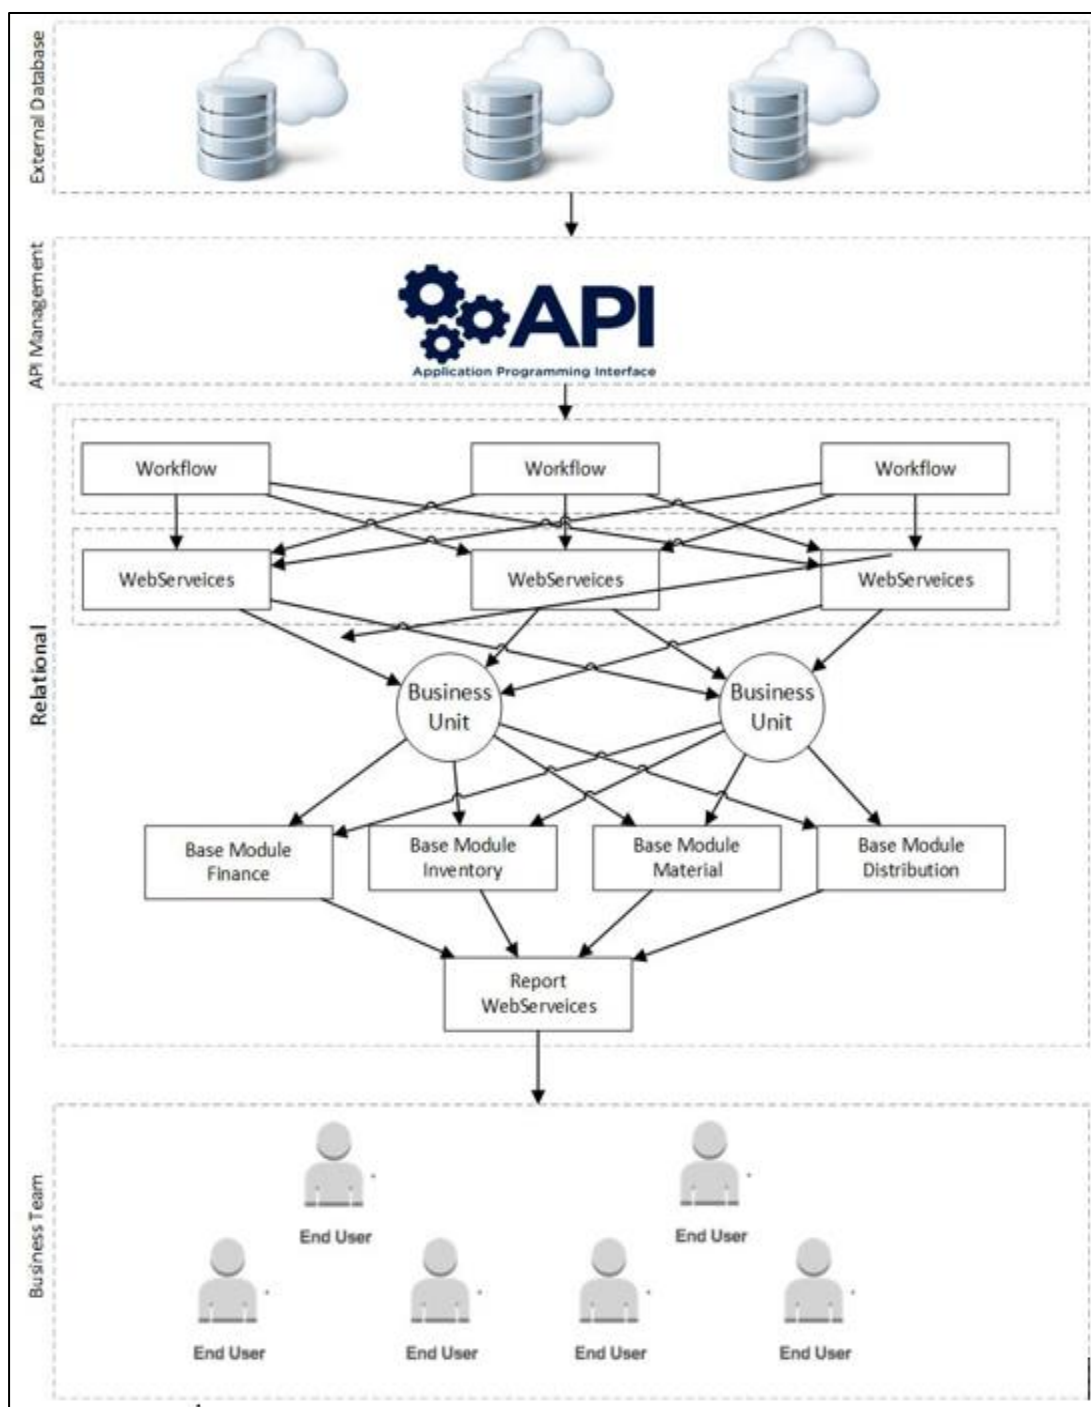 External Database
API Management
API
Application Programming Interface
Relational
Workflow
Workflow
Workflow
WebServeices
WebServeices
WebServeices
Business
Unit
Business
Unit
Base Module
Finance
Base Module
Inventory
Base Module
Material
Base Module
Distribution
Report
WebServeices
Business Team
End User
End User
End User
End User
End User
End User